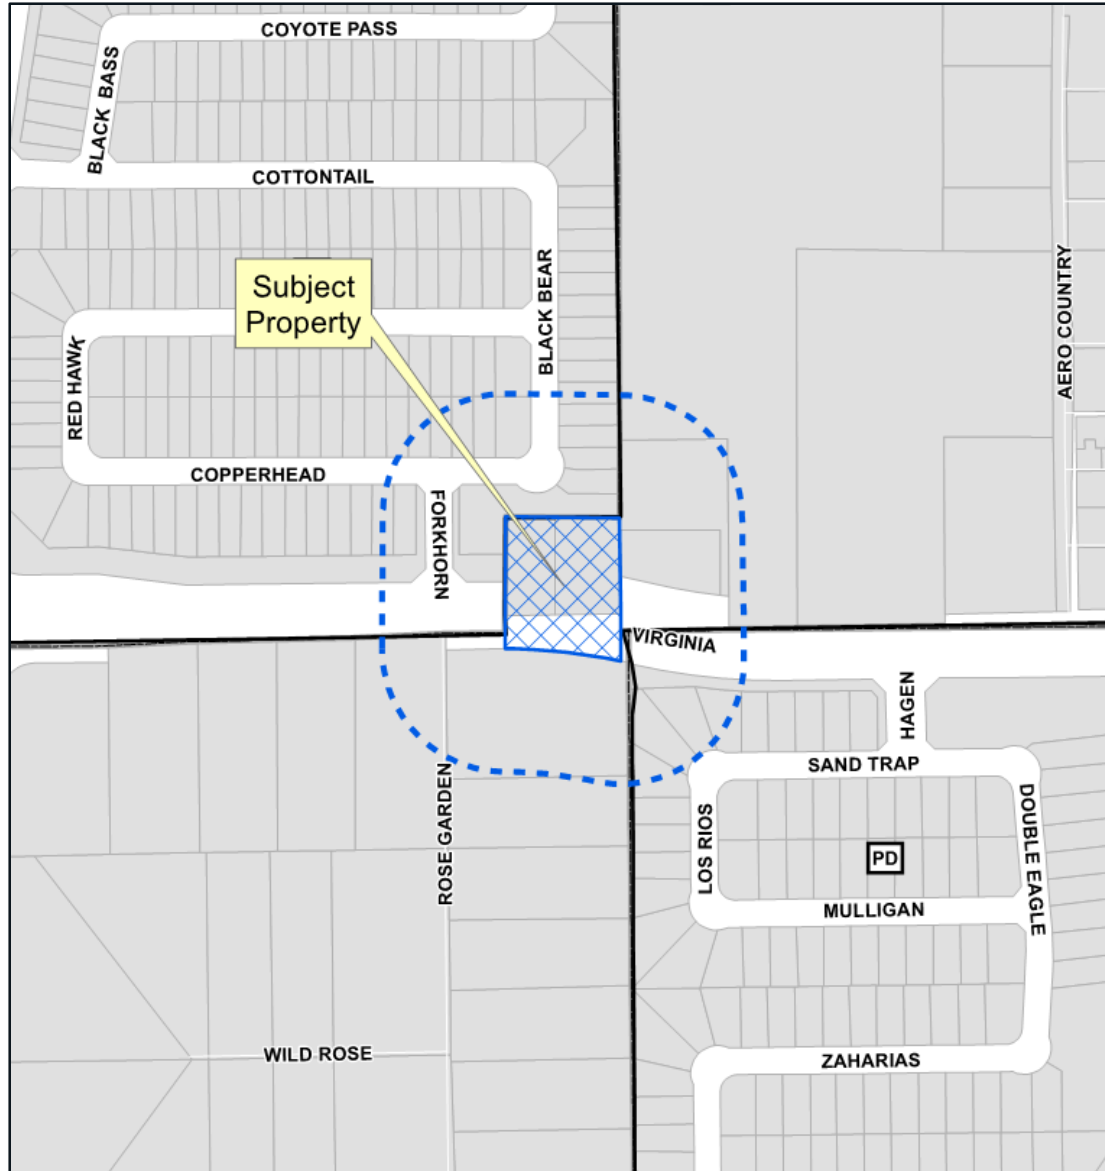 COYOTE PASS
BLACK BASS
COTTONTAIL
BLACK BEAR
AERO COUNTRY
Subject
Property
RED HAWK
COPPERHEAD
FORKHORN
VIRGINIA
HAGEN
SAND TRAP
ROSE GARDEN
LOS RIOS
DOUBLE EAGLE
PD
MULLIGAN
WILD ROSE
ZAHARIAS